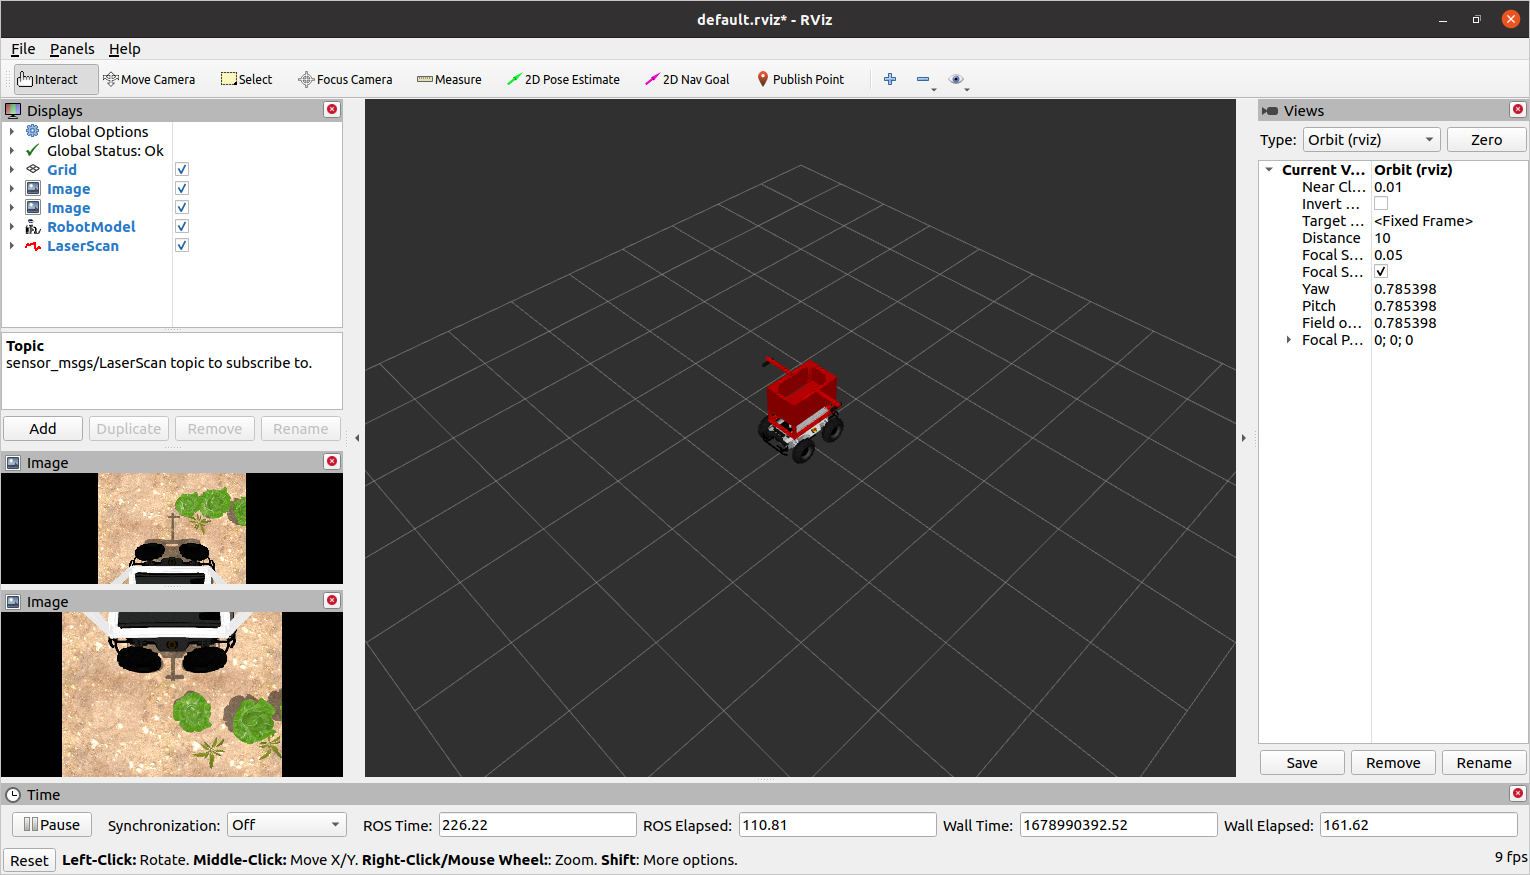 default.rviz* - RViz
File Panels Help
Interact Move Camera Select Focus Camera Measure 2D Pose Estimate 2D Nav Goal Publish Point
Displays
Global Options
Global Status: Ok
Grid
Image
Image
RobotModel
LaserScan
Topic
sensor_msgs/LaserScan topic to subscribe to.
Add Duplicate Remove Rename
Image
Image
Views
Type: Orbit (rviz) Zero
Current V... Orbit (rviz)
Near Cl... 0.01
Invert ...
Target ... <Fixed Frame>
Distance 10
Focal S... 0.05
Focal S...
Yaw 0.785398
Pitch 0.785398
Field o... 0.785398
Focal P... 0; 0; 0
Save Remove Rename
Time
Pause Synchronization: Off ROS Time: 226.22 ROS Elapsed: 110.81 Wall Time: 1678990392.52 Wall Elapsed: 161.62
Reset Left-Click: Rotate. Middle-Click: Move X/Y. Right-Click/Mouse Wheel:: Zoom. Shift: More options. 9 fps